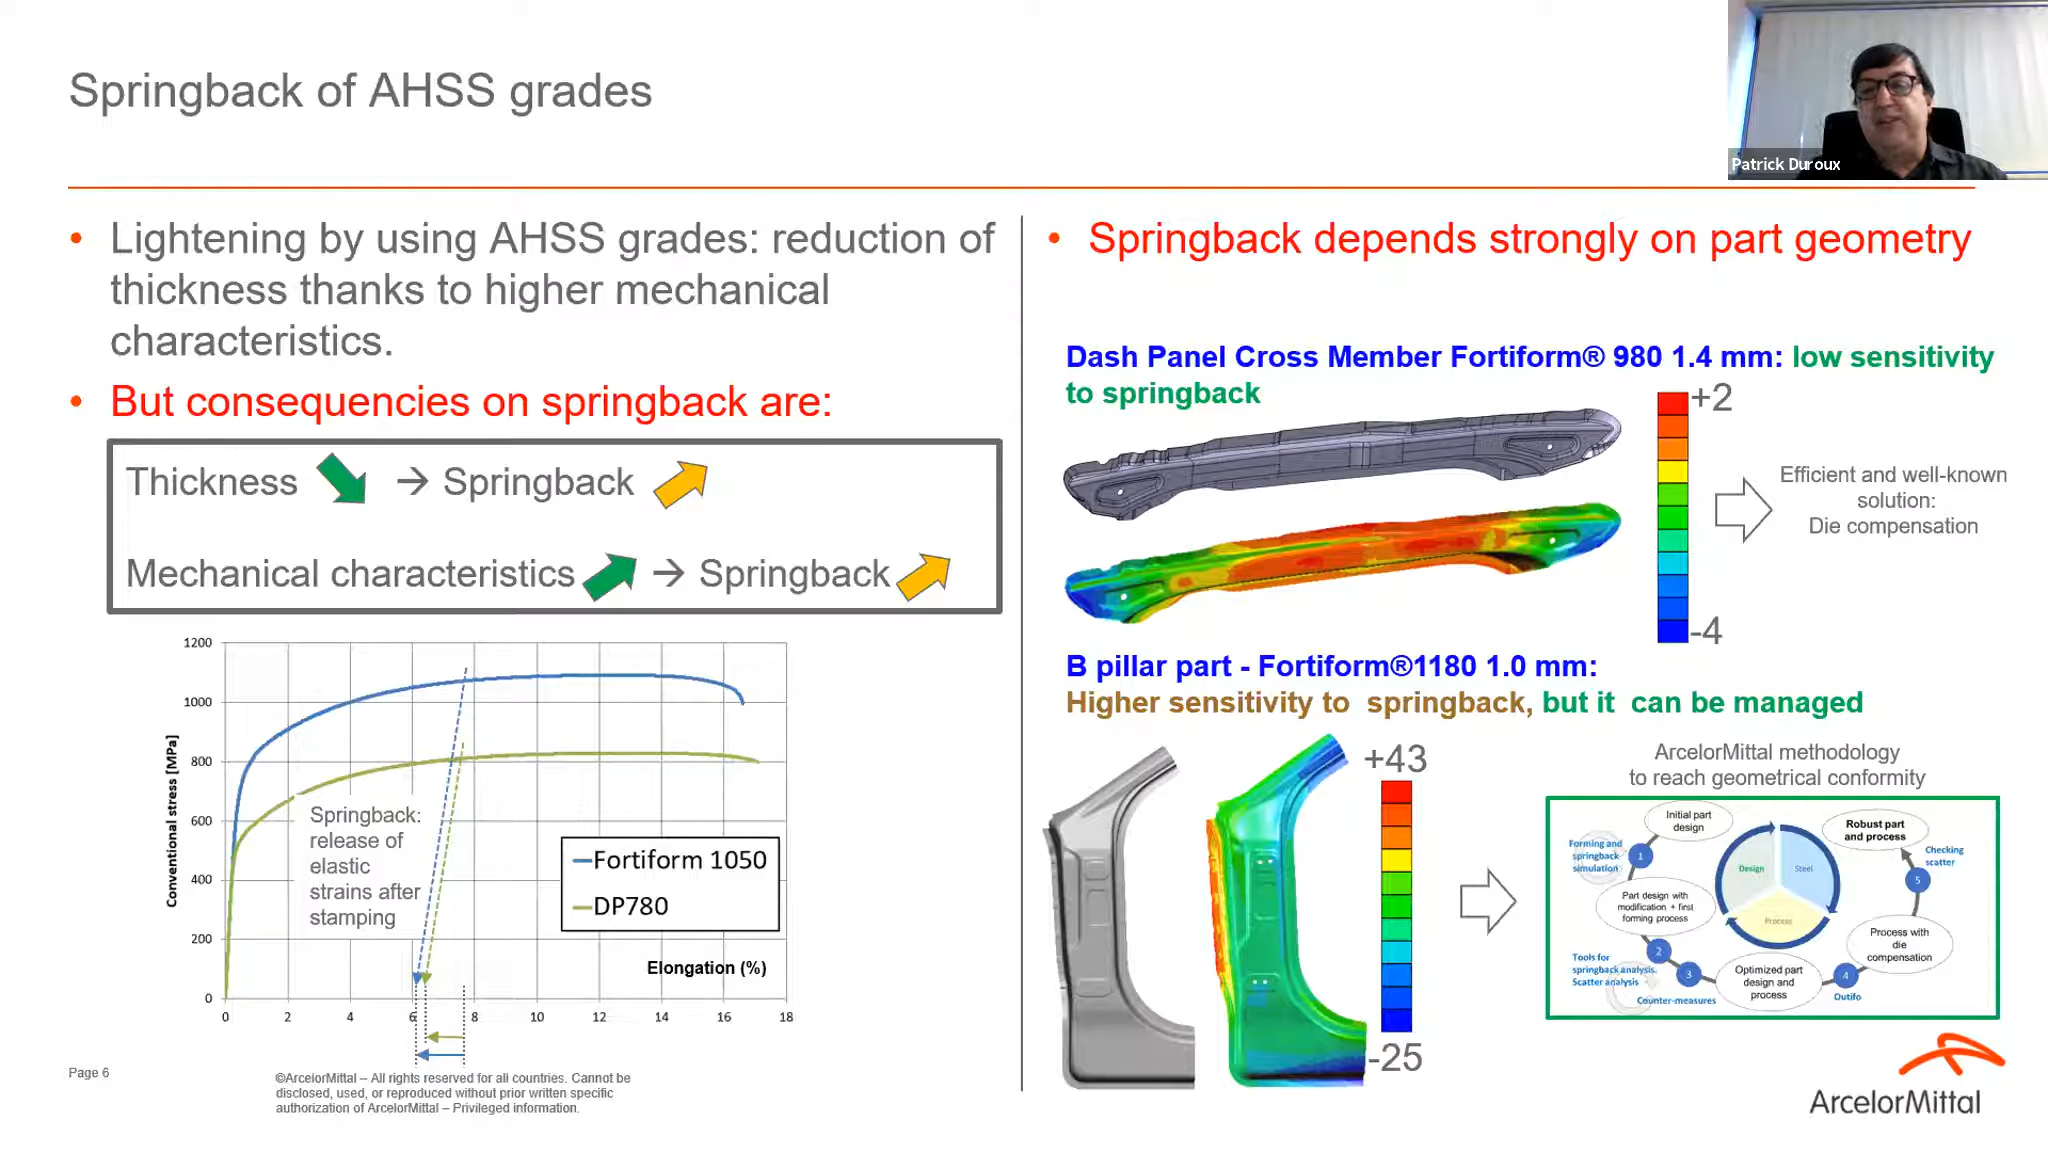 Springback of AHSS grades
Patrick Duroux
• Lightening by using AHSS grades: reduction of
thickness thanks to higher mechanical
characteristics.
• But consequencies on springback are:
Thickness → Springback
Mechanical characteristics → Springback
1200
1000
800
600
400
200
0
Conventional stress [MPa]
Springback:
release of
elastic
strains after
stamping
Fortiform 1050
DP780
Elongation (%)
0 2 4 6 8 10 12 14 16 18
• Springback depends strongly on part geometry
Dash Panel Cross Member Fortiform® 980 1.4 mm: low sensitivity
to springback
+2
-4
Efficient and well-known
solution:
Die compensation
B pillar part - Fortiform®1180 1.0 mm:
Higher sensitivity to springback, but it can be managed
+43
-25
ArcelorMittal methodology
to reach geometrical conformity
Initial part
design
Forming and
springback
simulation
1
Part design with
modification + first
forming process
2
Tools for
springback analysis.
Scatter analysis
3
Counter-measures
Optimized part
design and
process
4
Outifo
Process with
die
compensation
5
Checking
scatter
Robust part
and process
Design
Steel
Process
Page 6
©ArcelorMittal – All rights reserved for all countries. Cannot be
disclosed, used, or reproduced without prior written specific
authorization of ArcelorMittal – Privileged information.
ArcelorMittal